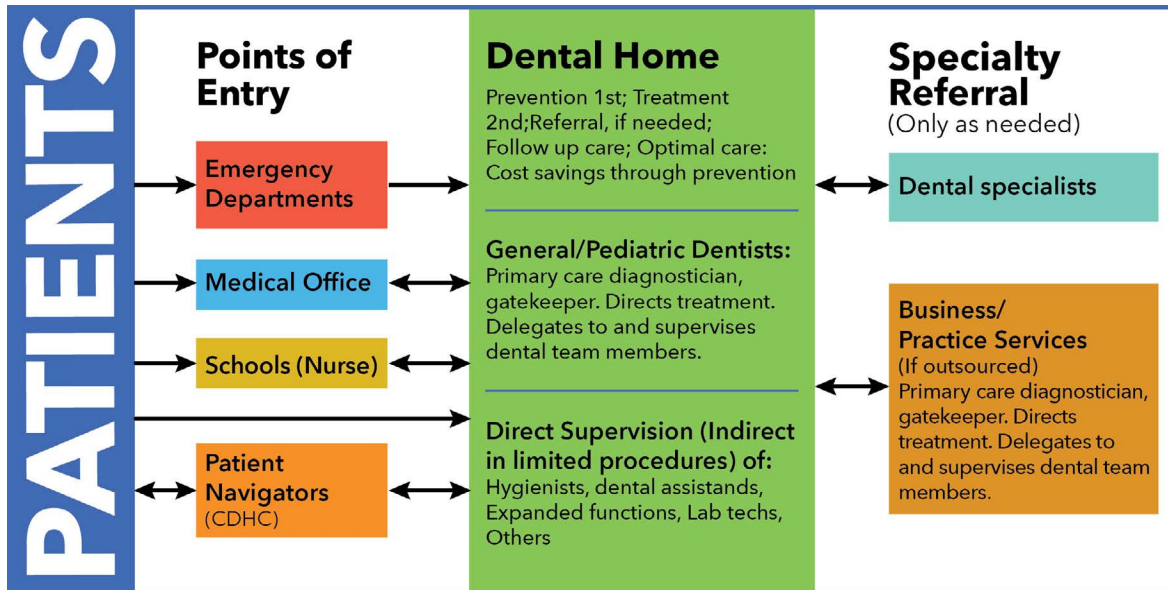 PATIENTS
Points of
Entry
Emergency
Departments
Medical Office
Schools (Nurse)
Patient
Navigators
(CDHC)
Dental Home
Prevention 1st; Treatment
2nd;Referral, if needed;
Follow up care; Optimal care:
Cost savings through prevention
General/Pediatric Dentists:
Primary care diagnostician,
gatekeeper. Directs treatment.
Delegates to and supervises
dental team members.
Direct Supervision (Indirect
in limited procedures) of:
Hygienists, dental assistands,
Expanded functions, Lab techs,
Others
Specialty
Referral
(Only as needed)
Dental specialists
Business/
Practice Services
(If outsourced)
Primary care diagnostician,
gatekeeper. Directs
treatment. Delegates to
and supervises dental team
members.